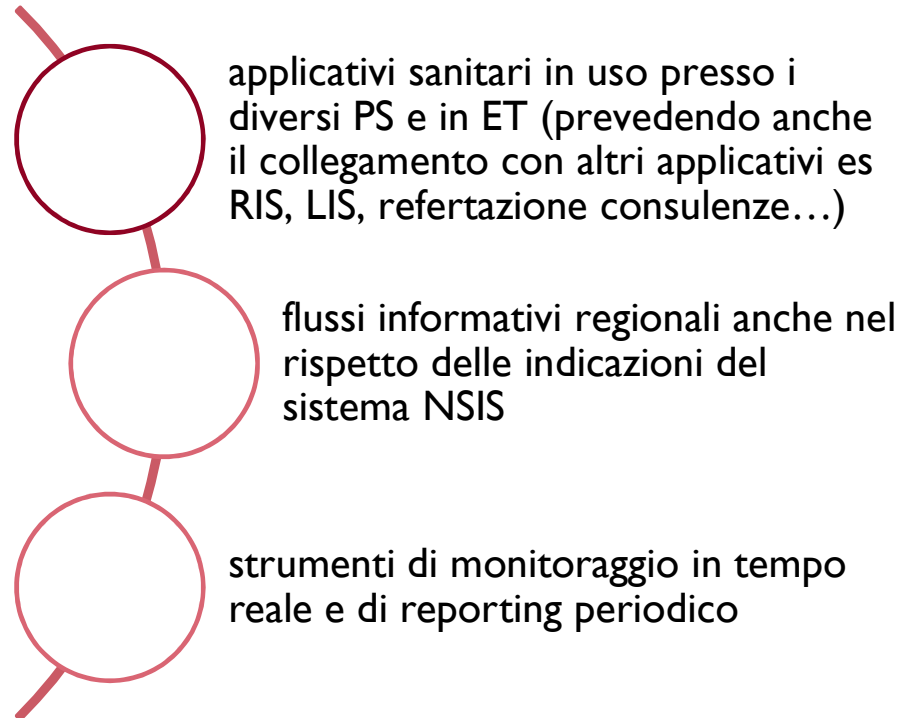 applicativi sanitari in uso presso i
diversi PS e in ET (prevedendo anche
il collegamento con altri applicativi es
RIS, LIS, refertazione consulenze…)
flussi informativi regionali anche nel
rispetto delle indicazioni del
sistema NSIS
strumenti di monitoraggio in tempo
reale e di reporting periodico